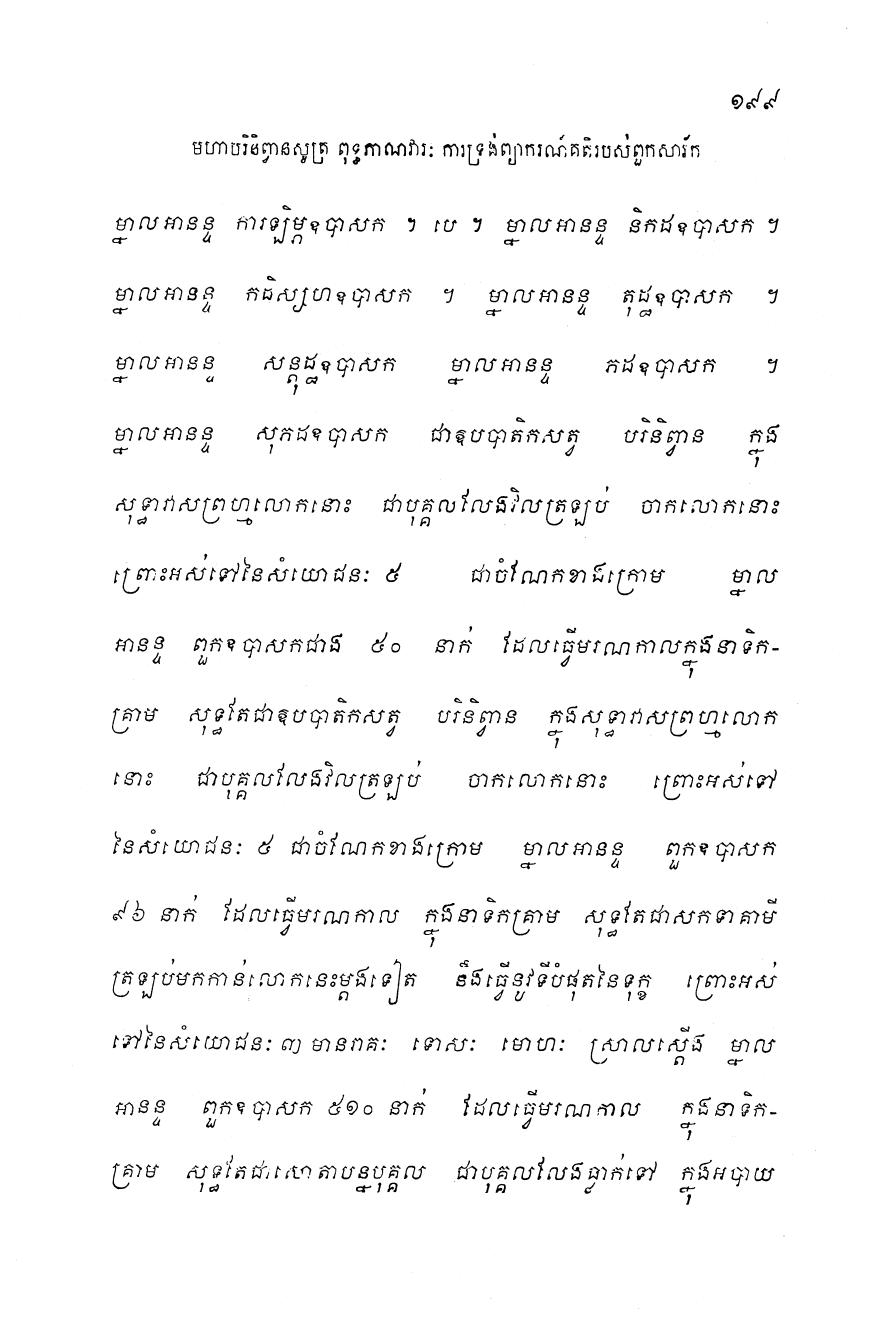 ១៩៩
មហាបរិនិព្វានសូត្រ ពុទ្ធភាណវារៈ ការទ្រង់ព្យាករណ៍គតិរបស់ពួកសាវ័ក
ម្នាលអានន្ទ ការឡិម្ភឧបាសក ។ បេ ។ ម្នាលអានន្ទ និកដឧបាសក ។
ម្នាលអានន្ទ កដិស្សហឧបាសក ។ ម្នាលអានន្ទ តុដ្ឋឧបាសក ។
ម្នាលអានន្ទ សន្តុដ្ឋឧបាសក ម្នាលអានន្ទ ភដឧបាសក ។
ម្នាលអានន្ទ សុភដឧបាសក ជាឱបបាតិកសត្វ បរិនិព្វាន ក្នុង
សុទ្ធាវាសព្រហ្មលោកនោះ ជាបុគ្គលលែងវិលត្រឡប់ ចាកលោកនោះ
ព្រោះអស់ទៅនៃសំយោជនៈ ៥ ជាចំណែកខាងក្រោម ម្នាល
អានន្ទ ពួកឧបាសកជាង ៥០ នាក់ ដែលធ្វើមរណកាលក្នុងនាទិក-
គ្រាម សុទ្ធតែជាឱបបាតិកសត្វ បរិនិព្វាន ក្នុងសុទ្ធាវាសព្រហ្មលោក
នោះ ជាបុគ្គលលែងវិលត្រឡប់ ចាកលោកនោះ ព្រោះអស់ទៅ
នៃសំយោជនៈ ៥ ជាចំណែកខាងក្រោម ម្នាលអានន្ទ ពួកឧបាសក
៩៦ នាក់ ដែលធ្វើមរណកាល ក្នុងនាទិកគ្រាម សុទ្ធតែជាសកទាគាមី
ត្រឡប់មកកាន់លោកនេះម្តងទៀត នឹងធ្វើនូវទីបំផុតនៃទុក្ខ ព្រោះអស់
ទៅនៃសំយោជនៈ ៣ មានរាគៈ ទោសៈ មោហៈ ស្រាលស្តើង ម្នាល
អានន្ទ ពួកឧបាសក ៥១០ នាក់ ដែលធ្វើមរណកាល ក្នុងនាទិក-
គ្រាម សុទ្ធតែជាសោតាបន្នបុគ្គល ជាបុគ្គលលែងធ្លាក់ទៅ ក្នុងអបាយ